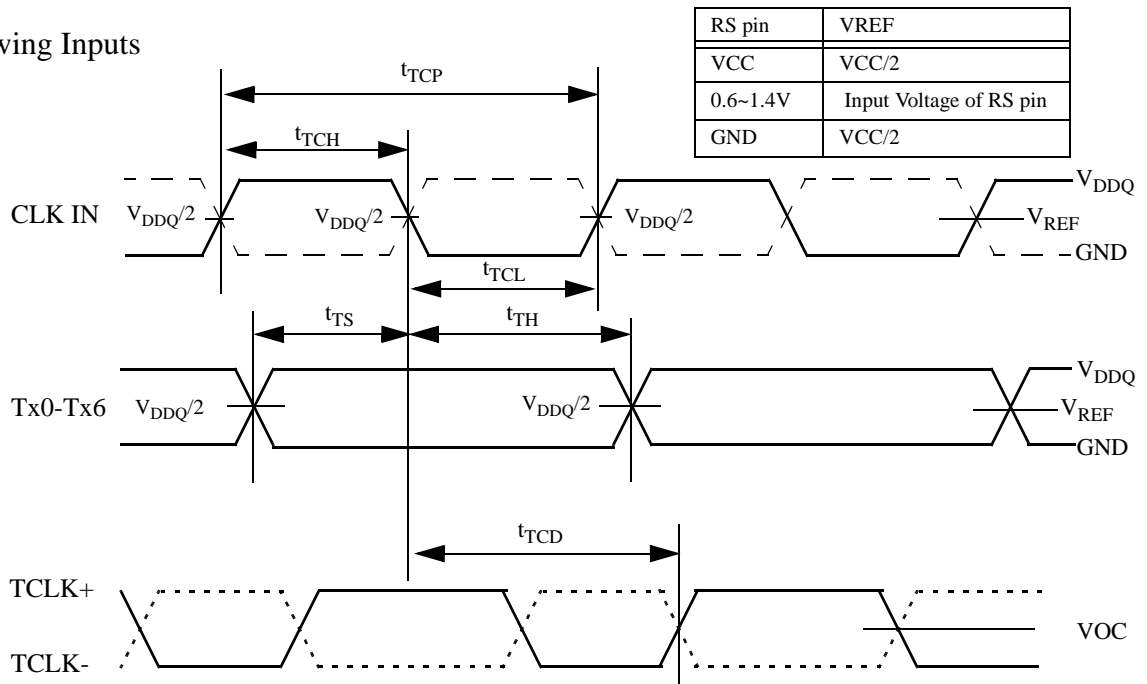 ving Inputs
RS pin VREF
VCC VCC/2
0.6~1.4V Input Voltage of RS pin
GND VCC/2
tTCP
tTCH
CLK IN VDDQ/2 VDDQ/2 VDDQ/2 VDDQ
VREF
GND
tTCL
tTS tTH
Tx0-Tx6 VDDQ/2 VDDQ/2 VDDQ
VREF
GND
tTCD
TCLK+
VOC
TCLK-